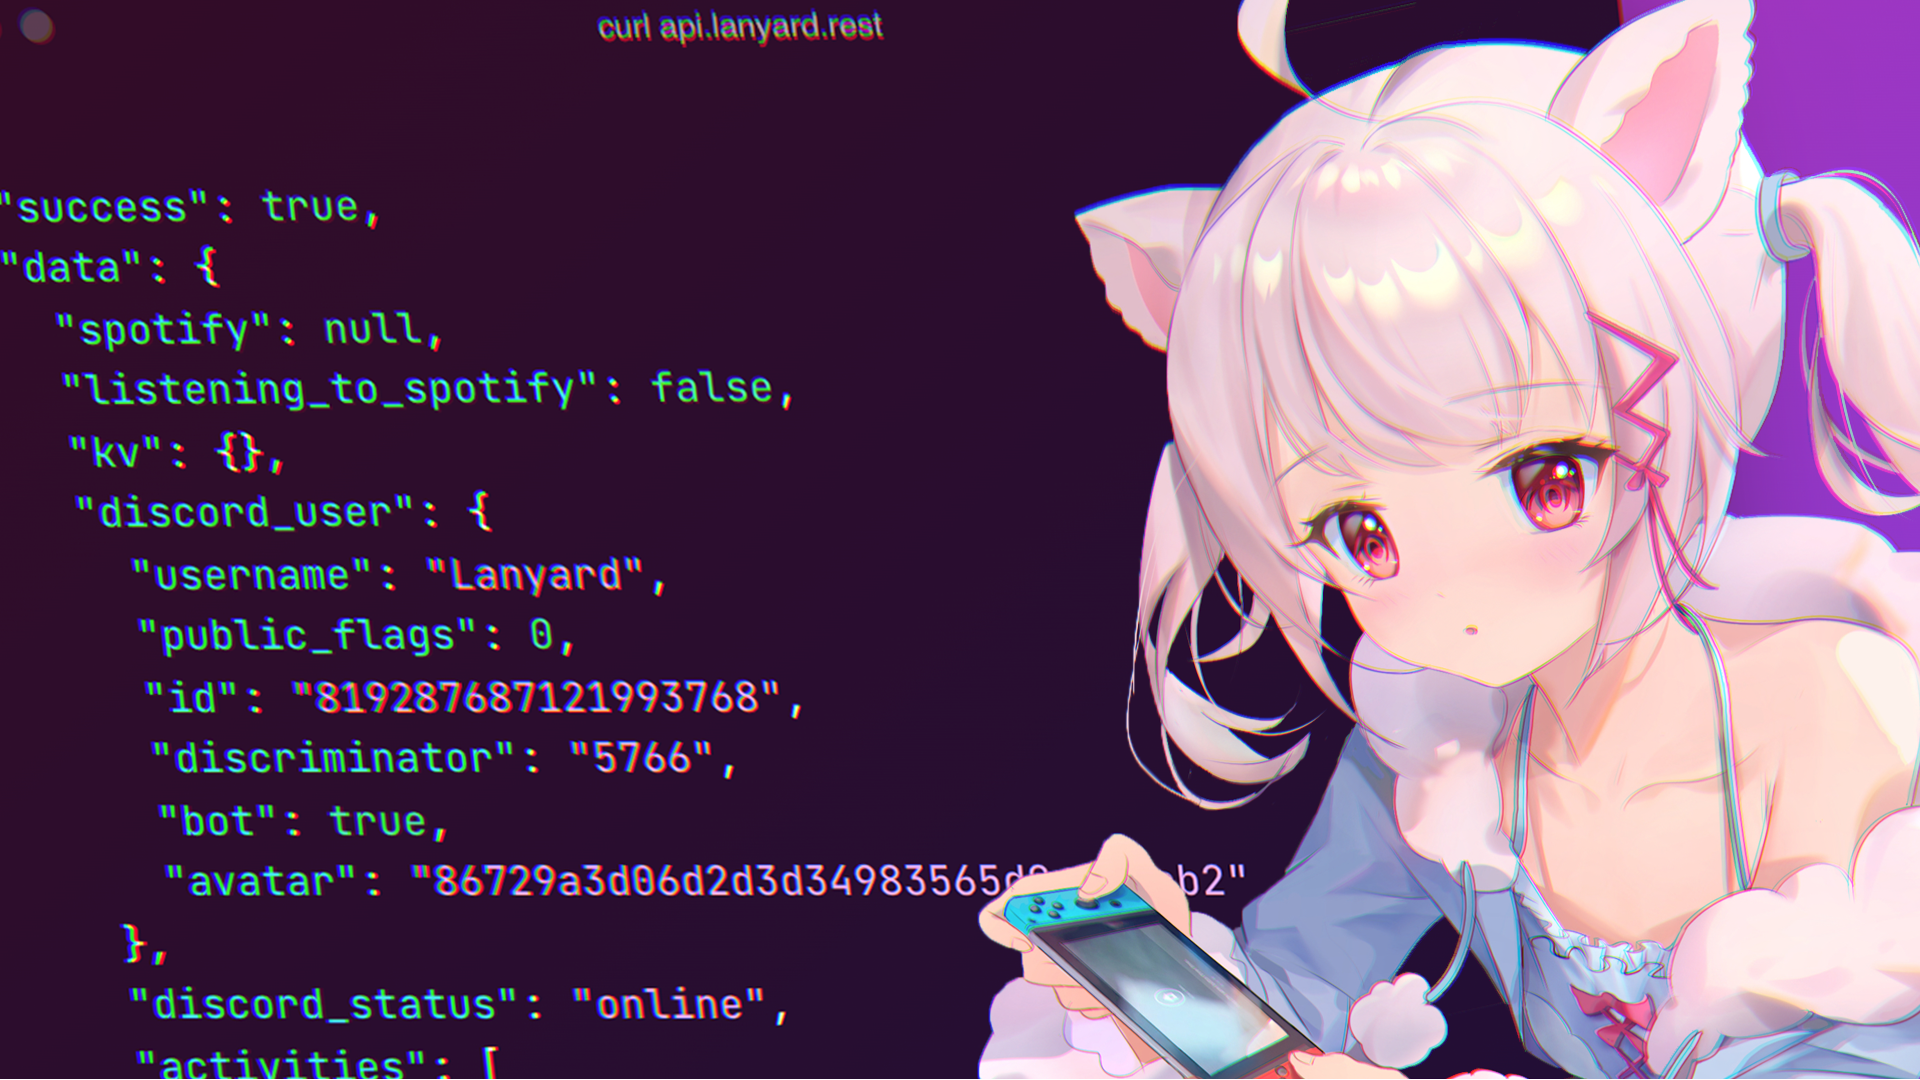 curl api.lanyard.rest
"success": true,
"data": {
"spotify": null,
"listening_to_spotify": false,
"kv": {},
"discord_user": {
"username": "Lanyard",
"public_flags": 0,
"id": "819287687121993768",
"discriminator": "5766",
"bot": true,
"avatar":
},
"discord_status": "online",
"activities": [